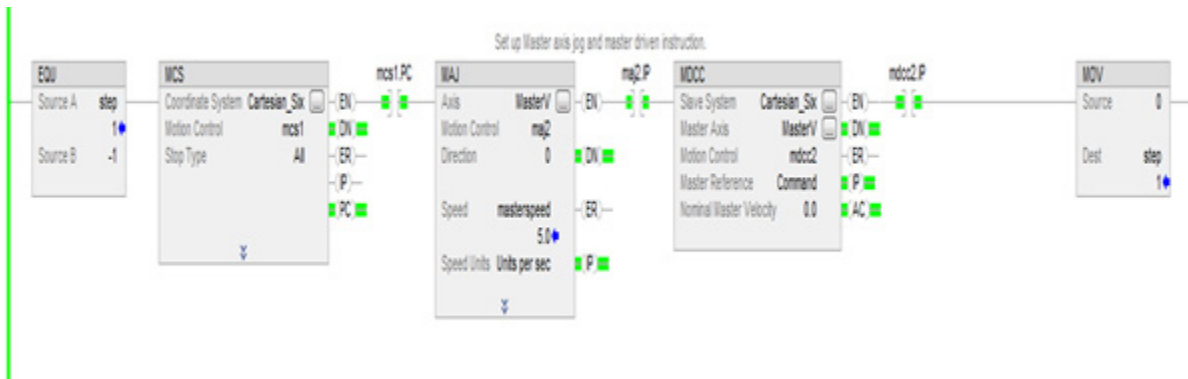 Set up Master axis jog and master driven instruction.
EQU
Source A step
1
Source B -1
MCS
Coordinate System Cartesian_Six ...
Motion Control mcs1
Stop Type All
(EN)
(DN)
(ER)
(IP)
(PC)
mcs1.PC
MAJ
Axis MasterV ...
Motion Control maj2
Direction 0
Speed masterspeed
5.0
Speed Units Units per sec
(EN)
(DN)
(ER)
(IP)
maj2.IP
MDCC
Slave System Cartesian_Six ...
Master Axis MasterV ...
Motion Control mdcc2
Master Reference Command
Nominal Master Velocity 0.0
(EN)
(DN)
(ER)
(IP)
(AC)
mdcc2.IP
MOV
Source 0
Dest step
1